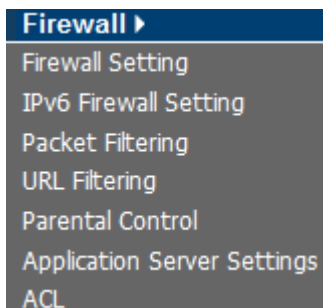 Firewall
Firewall Setting
IPv6 Firewall Setting
Packet Filtering
URL Filtering
Parental Control
Application Server Settings
ACL